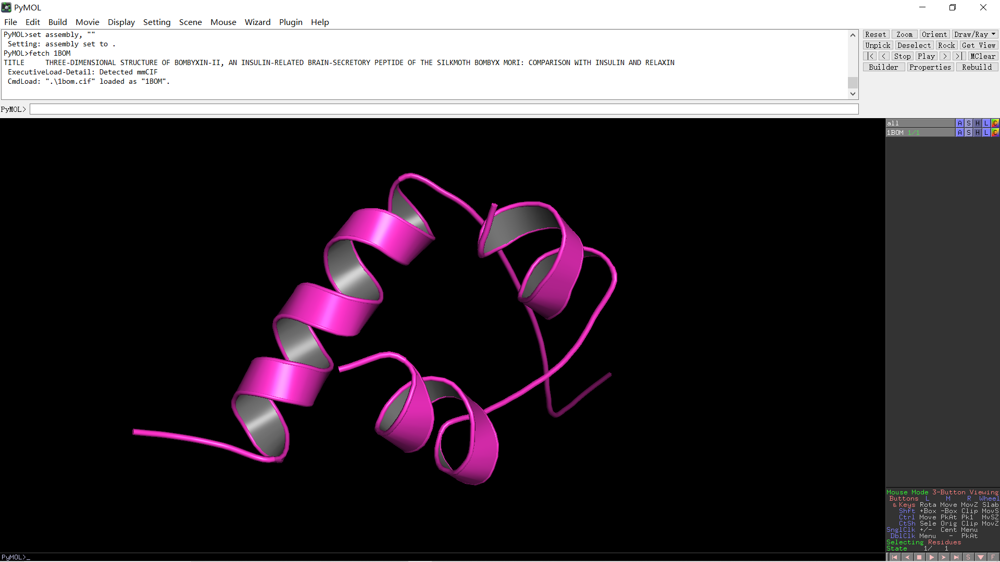 PyMOL
File Edit Build Movie Display Setting Scene Mouse Wizard Plugin Help
PyMOL>set assembly, ""
Setting: assembly set to .
PyMOL>fetch 1BOM
TITLE THREE-DIMENSIONAL STRUCTURE OF BOMBYXIN-II, AN INSULIN-RELATED BRAIN-SECRETORY PEPTIDE OF THE SILKMOTH BOMBYX MORI: COMPARISON WITH INSULIN AND RELAXIN
ExecutiveLoad-Detail: Detected mmCIF
CmdLoad: ".\1bom.cif" loaded as "1BOM".
PyMOL>
Reset Zoom Orient Draw/Ray
Unpick Deselect Rock Get View
|< < Stop Play > >| MClear
Builder Properties Rebuild
all A S H L C
1BOM 1/1 A S H L C
Mouse Mode 3-Button Viewing
Buttons L M R Wheel
& Keys Rota Move MovZ Slab
Shft +Box -Box Clip MovS
Ctrl Move PkAt Pk1 MvSZ
CtSh Sele Orig Clip MovZ
SnglClk +/- Cent Menu
DblClk Menu - PkAt
Selecting Residues
State 1/ 1
PyMOL>_
S F